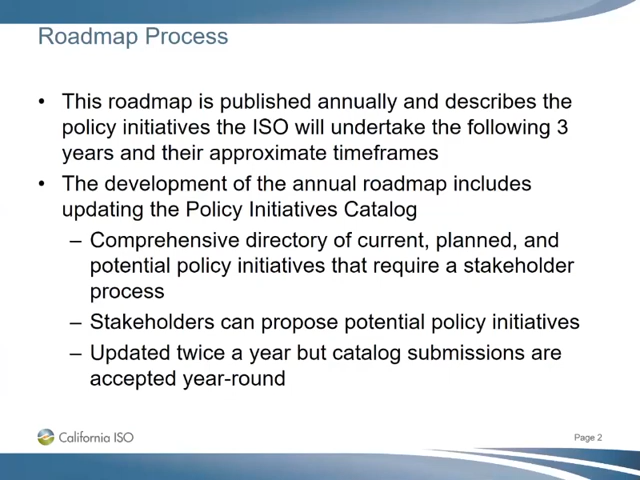 Roadmap Process
• This roadmap is published annually and describes the
policy initiatives the ISO will undertake the following 3
years and their approximate timeframes
• The development of the annual roadmap includes
updating the Policy Initiatives Catalog
– Comprehensive directory of current, planned, and
potential policy initiatives that require a stakeholder
process
– Stakeholders can propose potential policy initiatives
– Updated twice a year but catalog submissions are
accepted year-round
California ISO
Page 2